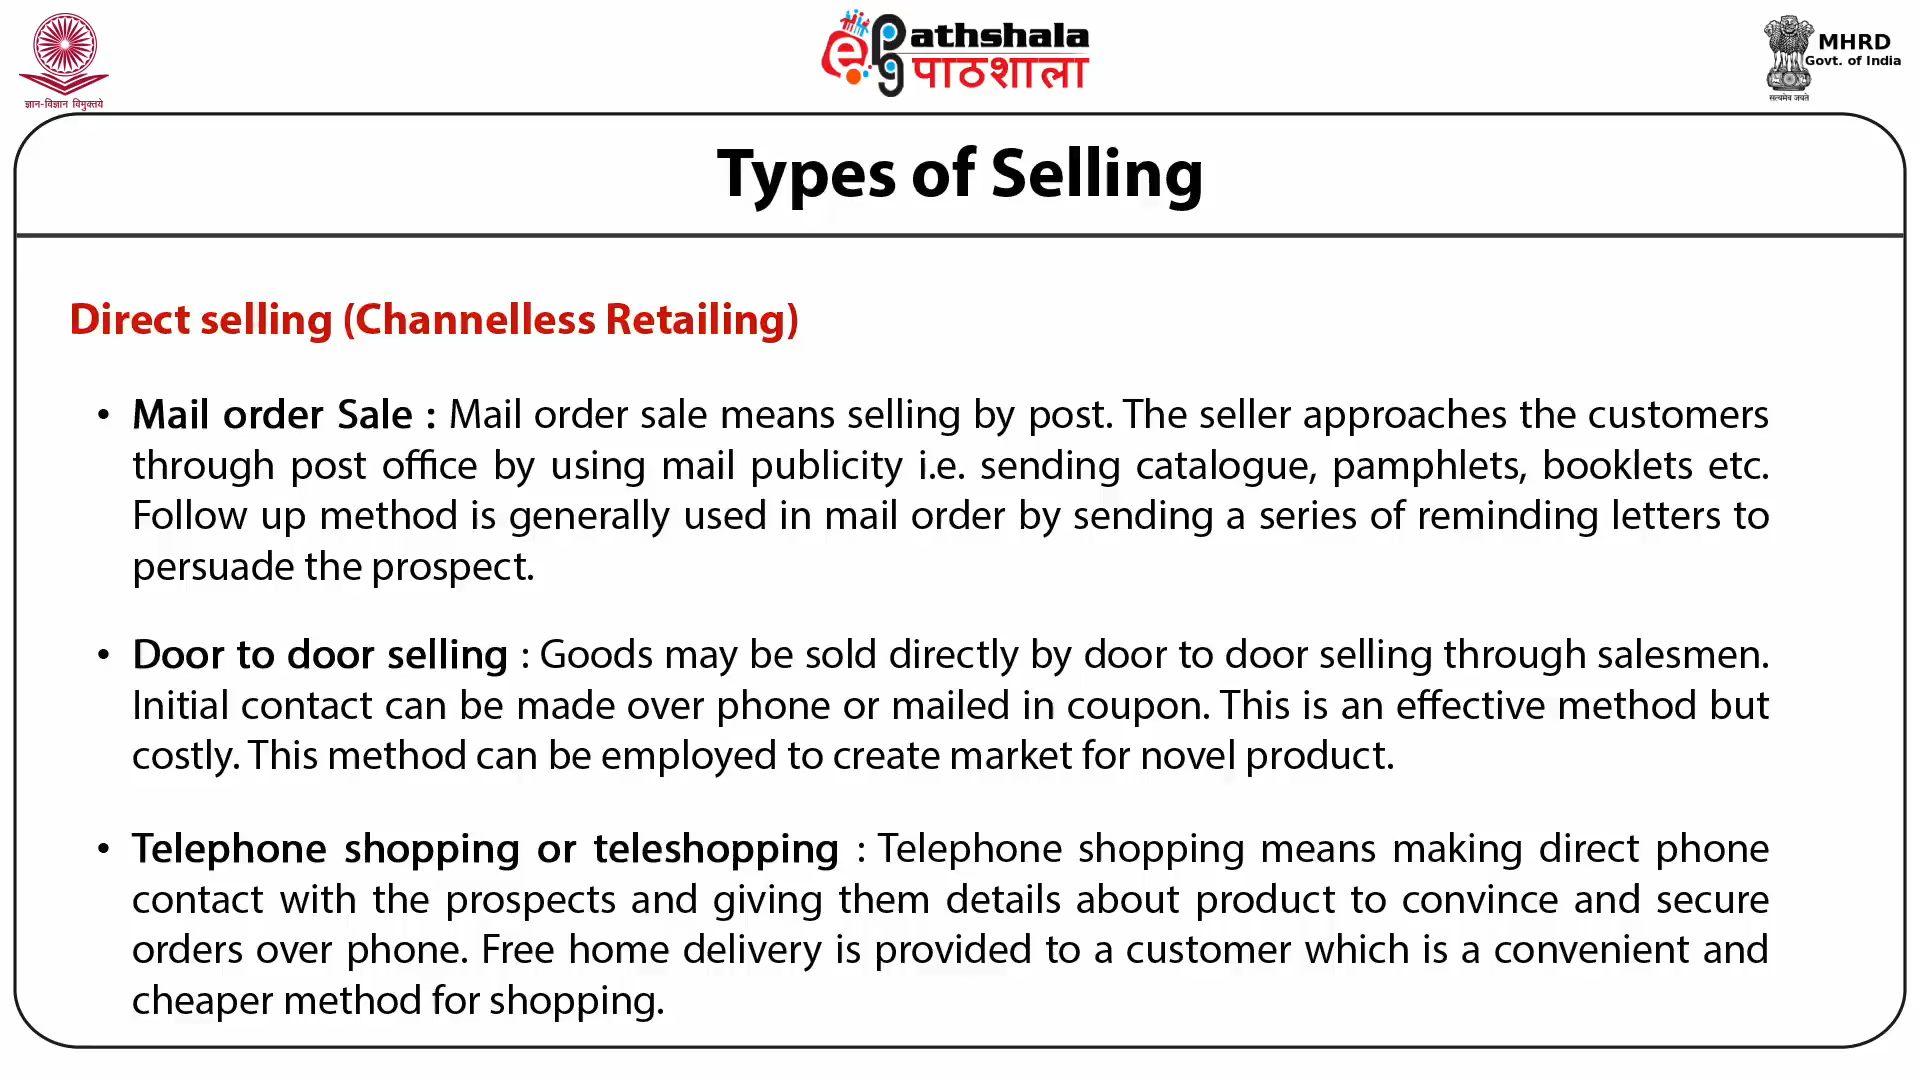 ज्ञान-विज्ञान विमुक्तये
ePathshala
पाठशाला
MHRD
Govt. of India
सत्यमेव जयते
Types of Selling
Direct selling (Channelless Retailing)
• Mail order Sale : Mail order sale means selling by post. The seller approaches the customers
through post office by using mail publicity i.e. sending catalogue, pamphlets, booklets etc.
Follow up method is generally used in mail order by sending a series of reminding letters to
persuade the prospect.
• Door to door selling : Goods may be sold directly by door to door selling through salesmen.
Initial contact can be made over phone or mailed in coupon. This is an effective method but
costly. This method can be employed to create market for novel product.
• Telephone shopping or teleshopping : Telephone shopping means making direct phone
contact with the prospects and giving them details about product to convince and secure
orders over phone. Free home delivery is provided to a customer which is a convenient and
cheaper method for shopping.